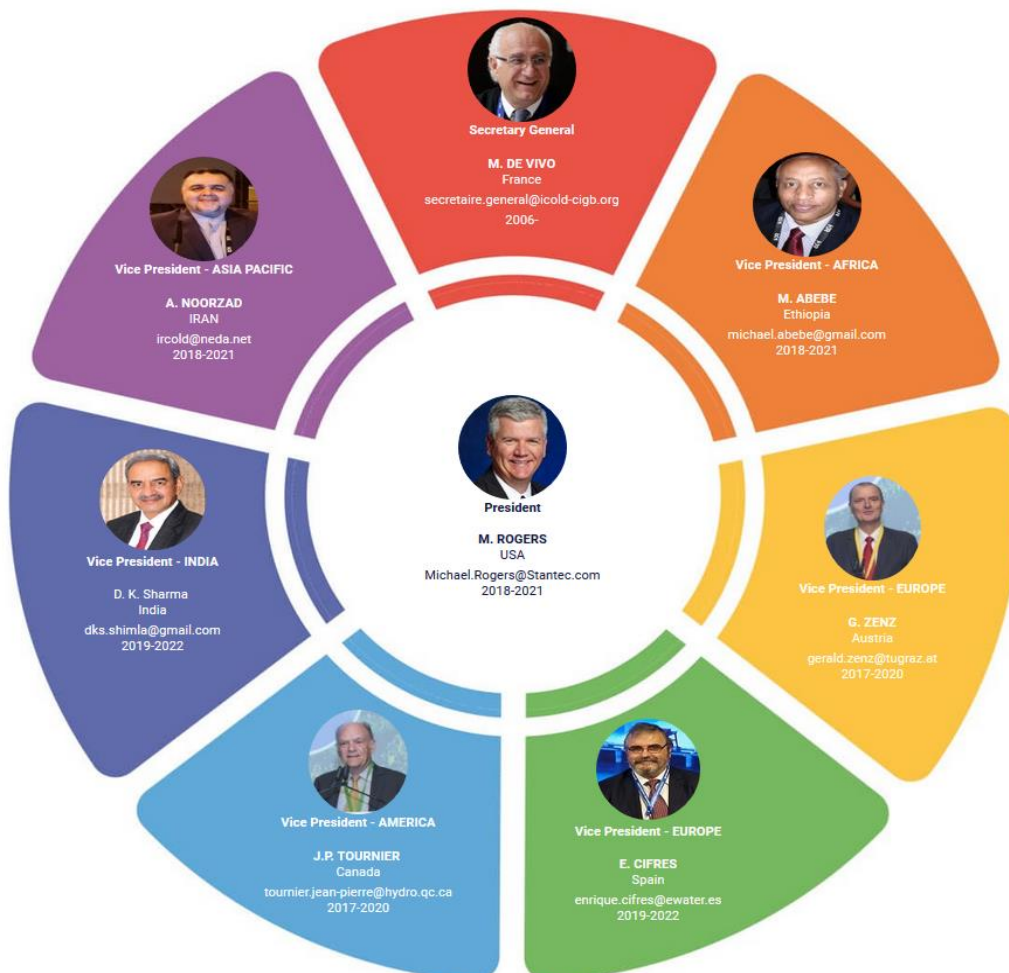 Secretary General
M. DE VIVO
France
secretaire.general@icold-cigb.org
2006-
Vice President - AFRICA
M. ABEBE
Ethiopia
michael.abebe@gmail.com
2018-2021
Vice President - EUROPE
G. ZENZ
Austria
gerald.zenz@tugraz.at
2017-2020
Vice President - EUROPE
E. CIFRES
Spain
enrique.cifres@ewater.es
2019-2022
Vice President - AMERICA
J.P. TOURNIER
Canada
tournier.jean-pierre@hydro.qc.ca
2017-2020
Vice President - INDIA
D. K. Sharma
India
dks.shimla@gmail.com
2019-2022
Vice President - ASIA PACIFIC
A. NOORZAD
IRAN
ircold@neda.net
2018-2021
President
M. ROGERS
USA
Michael.Rogers@Stantec.com
2018-2021